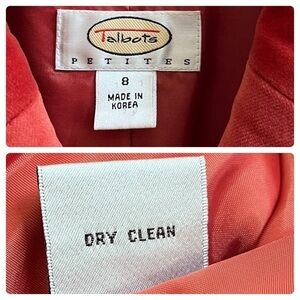 Talbots
PETITES
8
MADE IN
KOREA
DRY CLEAN